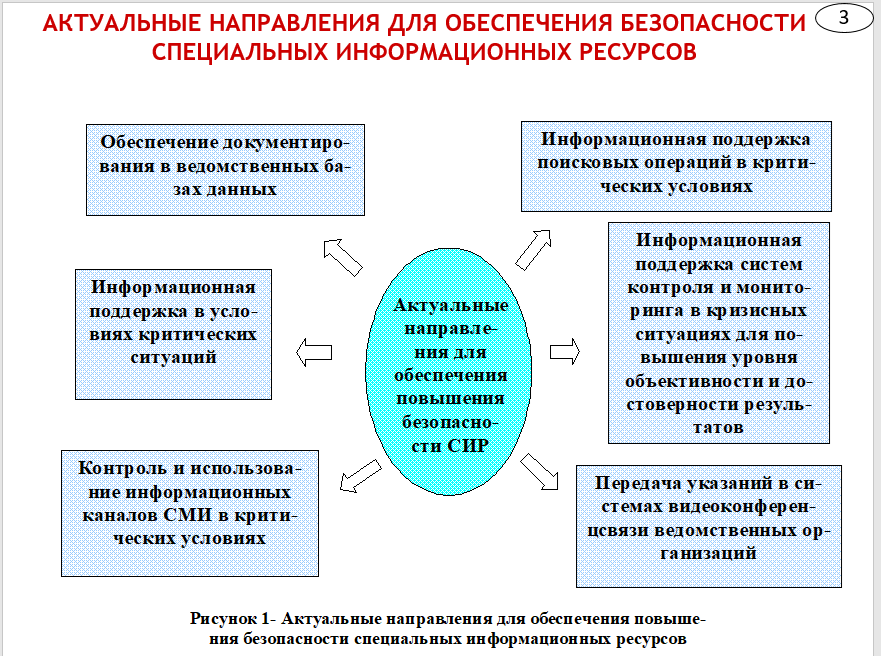 АКТУАЛЬНЫЕ НАПРАВЛЕНИЯ ДЛЯ ОБЕСПЕЧЕНИЯ БЕЗОПАСНОСТИ
СПЕЦИАЛЬНЫХ ИНФОРМАЦИОННЫХ РЕСУРСОВ
3
Обеспечение документиро-
вания в ведомственных ба-
зах данных
Информационная поддержка
поисковых операций в крити-
ческих условиях
Информационная
поддержка в усло-
виях критических
ситуаций
Актуальные
направле-
ния для
обеспечения
повышения
безопасно-
сти СИР
Информационная
поддержка систем
контроля и монито-
ринга в кризисных
ситуациях для по-
вышения уровня
объективности и до-
стоверности резуль-
татов
Контроль и использова-
ние информационных
каналов СМИ в крити-
ческих условиях
Передача указаний в си-
стемах видеоконферен-
цсвязи ведомственных ор-
ганизаций
Рисунок 1- Актуальные направления для обеспечения повыше-
ния безопасности специальных информационных ресурсов